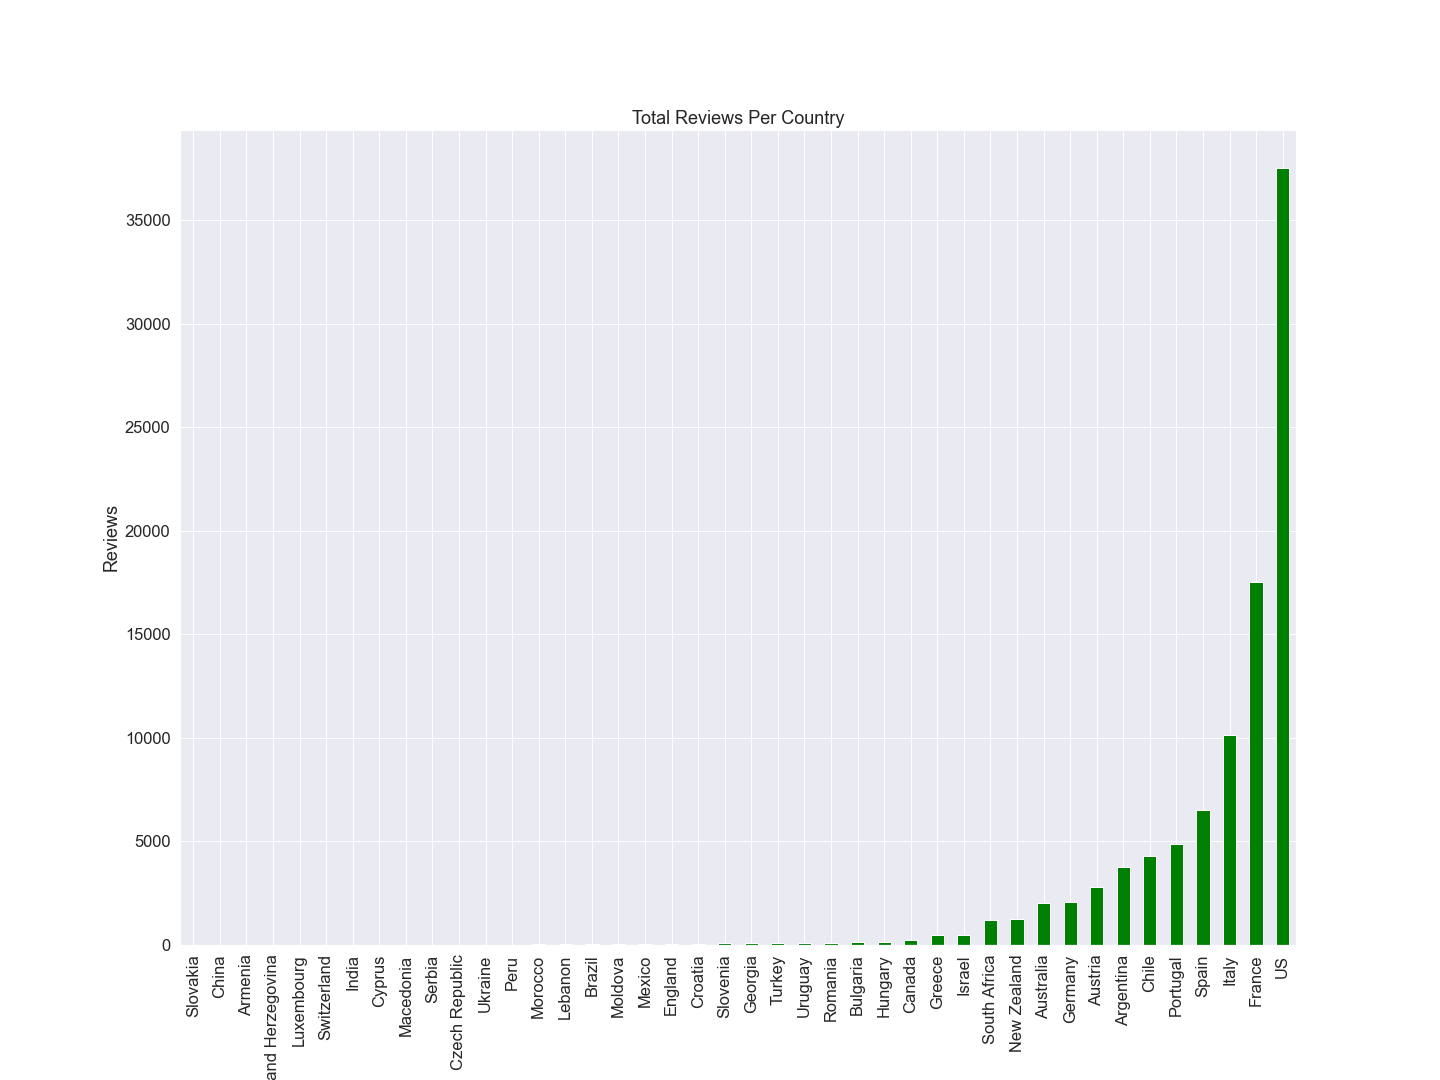 Total Reviews Per Country
35000
30000
25000
20000
15000
10000
5000
0
Reviews
Slovakia
China
Armenia
and Herzegovina
Luxembourg
Switzerland
India
Cyprus
Macedonia
Serbia
Czech Republic
Ukraine
Peru
Morocco
Lebanon
Brazil
Moldova
Mexico
England
Croatia
Slovenia
Georgia
Turkey
Uruguay
Romania
Bulgaria
Hungary
Canada
Greece
Israel
South Africa
New Zealand
Australia
Germany
Austria
Argentina
Chile
Portugal
Spain
Italy
France
US